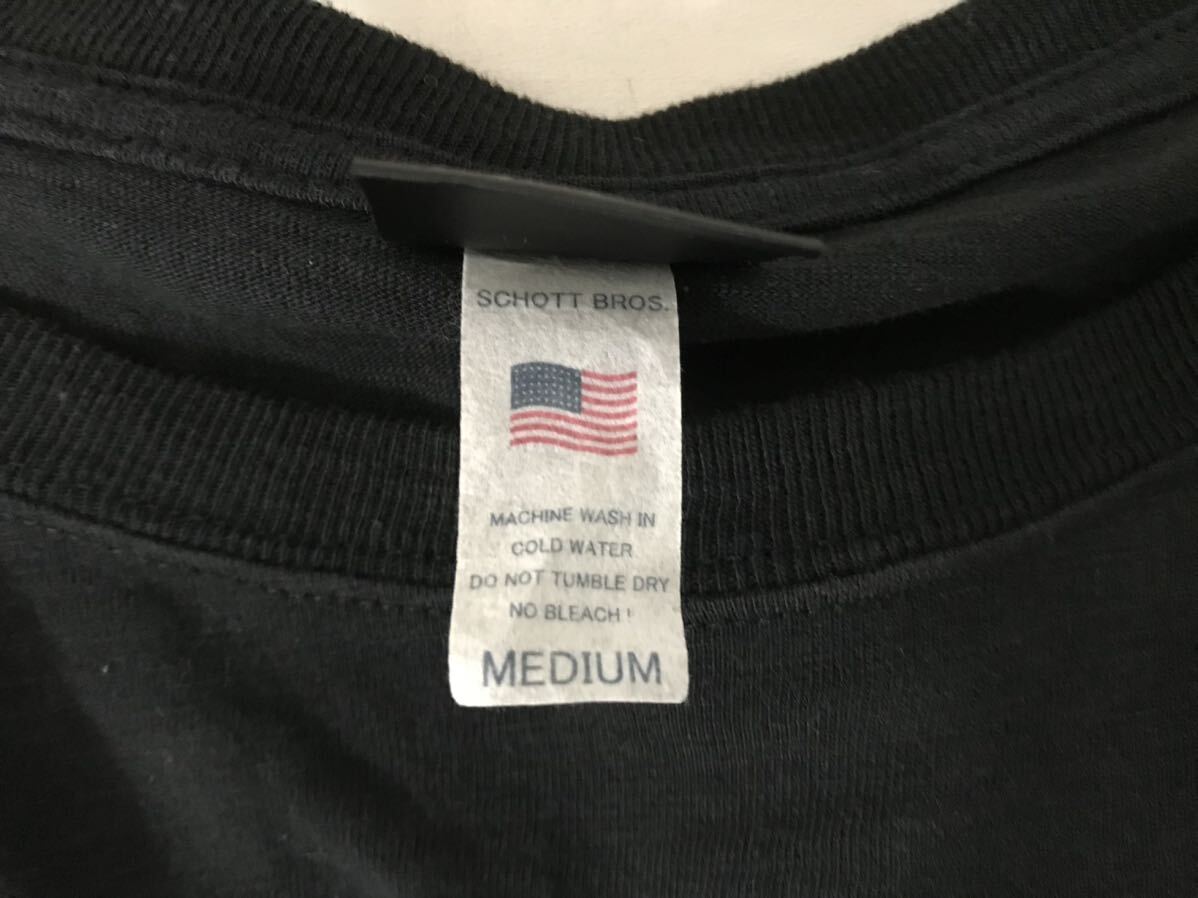 SCHOTT BROS.
MACHINE WASH IN
COLD WATER
DO NOT TUMBLE DRY
NO BLEACH !
MEDIUM